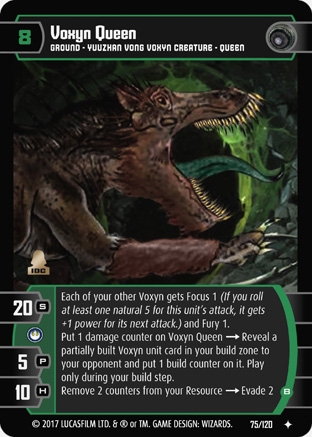 8
Voxyn Queen
GROUND - YUUZHAN VONG VOXYN CREATURE - QUEEN
IDC
20 S
5 P
10 H
Each of your other Voxyn gets Focus 1 (If you roll
at least one natural 5 for this unit's attack, it gets
+1 power for its next attack.) and Fury 1.
Put 1 damage counter on Voxyn Queen → Reveal a
partially built Voxyn unit card in your build zone to
your opponent and put 1 build counter on it. Play
only during your build step.
Remove 2 counters from your Resource → Evade 2
B
© 2017 LUCASFILM LTD. & ® or TM. GAME DESIGN: WIZARDS. 75/120